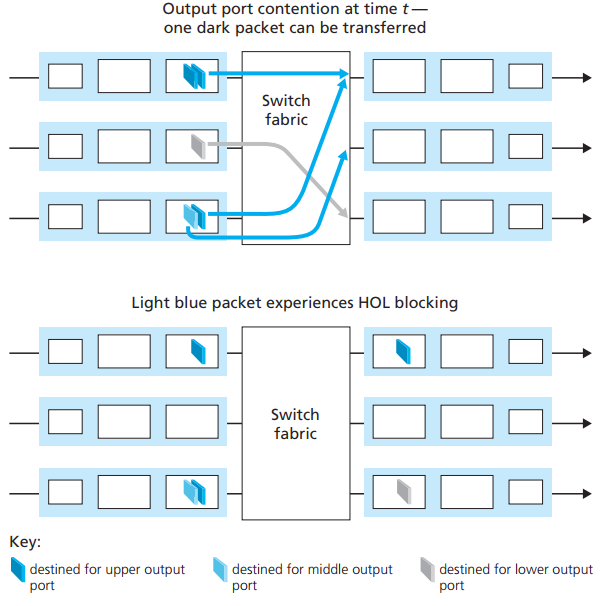 Output port contention at time t —
one dark packet can be transferred
Switch
fabric
Light blue packet experiences HOL blocking
Switch
fabric
Key:
destined for upper output
port
destined for middle output
port
destined for lower output
port